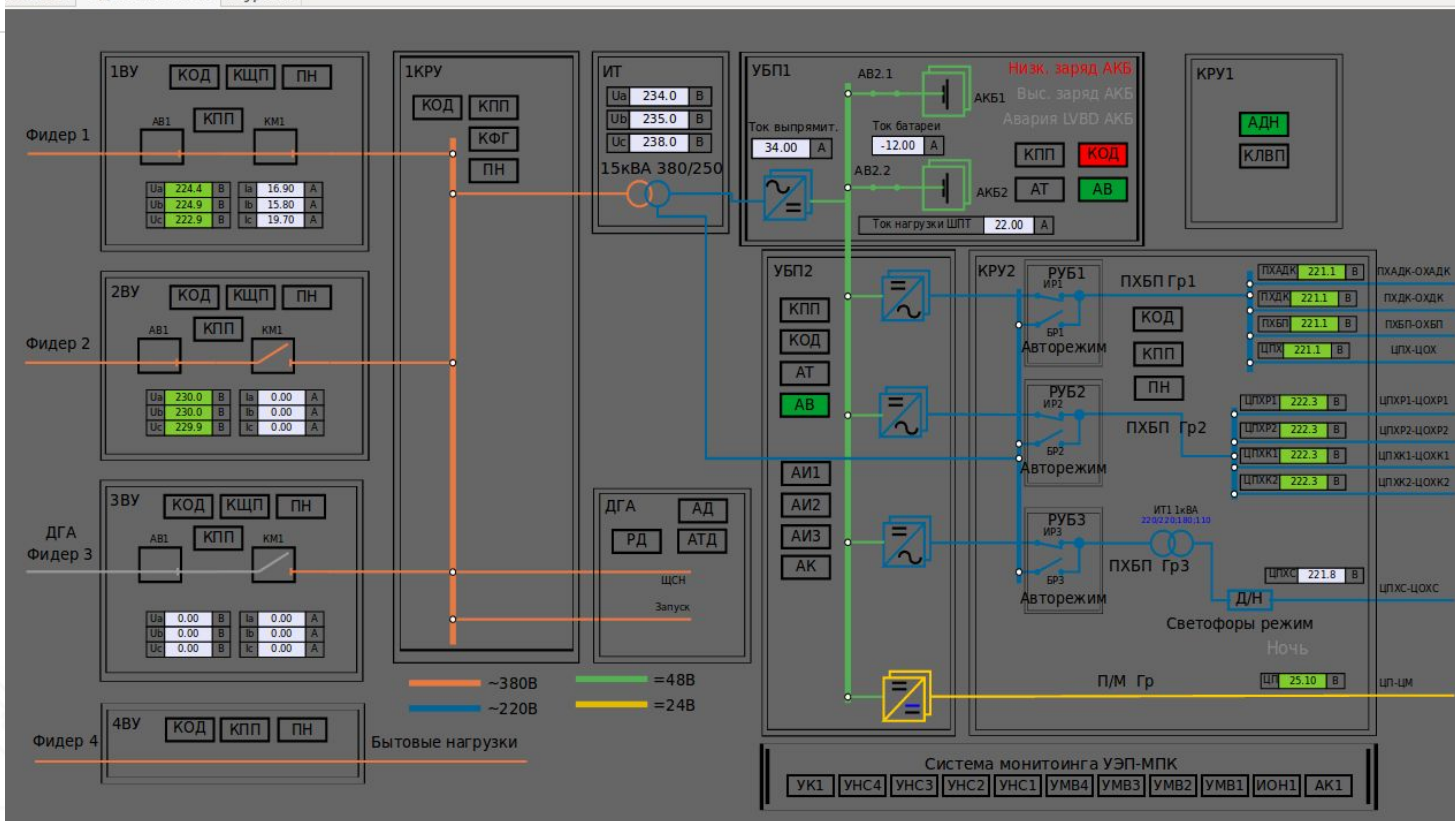 1ВУ
КОД КЩП ПН
КПП
АВ1
КМ1
Фидер 1
Ua 224.4 В Ia 16.90 А
Ub 224.9 В Ib 15.80 А
Uc 222.9 В Ic 19.70 А
2ВУ
КОД КЩП ПН
КПП
АВ1
КМ1
Фидер 2
Ua 230.0 В Ia 0.00 А
Ub 230.0 В Ib 0.00 А
Uc 229.9 В Ic 0.00 А
3ВУ
КОД КЩП ПН
КПП
АВ1
КМ1
ДГА
Фидер 3
Ua 0.00 В Ia 0.00 А
Ub 0.00 В Ib 0.00 А
Uc 0.00 В Ic 0.00 А
4ВУ
КОД КПП ПН
Фидер 4
Бытовые нагрузки
1КРУ
КОД КПП
КФГ
ПН
~380В
~220В
=48В
=24В
ИТ
Ua 234.0 В
Ub 235.0 В
Uc 238.0 В
15кВА 380/250
ДГА
АД
РД АТД
ЩСН
Запуск
УБП1
АВ2.1
АКБ1
Низк. заряд АКБ
Выс. заряд АКБ
Авария LVBD АКБ
Ток выпрямит.
34.00 А
Ток батареи
-12.00 А
КПП КОД
АТ АВ
АВ2.2
АКБ2
Ток нагрузки ШПТ 22.00 А
КРУ1
АДН
КЛВП
УБП2
КПП
КОД
АТ
АВ
АИ1
АИ2
АИ3
АК
КРУ2
РУБ1
ИР1
БР1
Авторежим
ПХБП Гр1
КОД
КПП
ПН
РУБ2
ИР2
БР2
Авторежим
ПХБП Гр2
РУБ3
ИР3
БР3
Авторежим
ПХБП Гр3
ИТ1 1кВА
220/220;180;110
Д/Н
Светофоры режим
Ночь
П/М Гр
ПХАДК 221.1 В ПХАДК-ОХАДК
ПХДК 221.1 В ПХДК-ОХДК
ПХБП 221.1 В ПХБП-ОХБП
ЦПХ 221.1 В ЦПХ-ЦОХ
ЦПХР1 222.3 В ЦПХР1-ЦОХР1
ЦПХР2 222.3 В ЦПХР2-ЦОХР2
ЦПХК1 222.3 В ЦПХК1-ЦОХК1
ЦПХК2 222.3 В ЦПХК2-ЦОХК2
ЦПХС 221.8 В ЦПХС-ЦОХС
ЦП 25.10 В ЦП-ЦМ
Система монитоинга УЭП-МПК
УК1 УНС4 УНС3 УНС2 УНС1 УМВ4 УМВ3 УМВ2 УМВ1 ИОН1 АК1